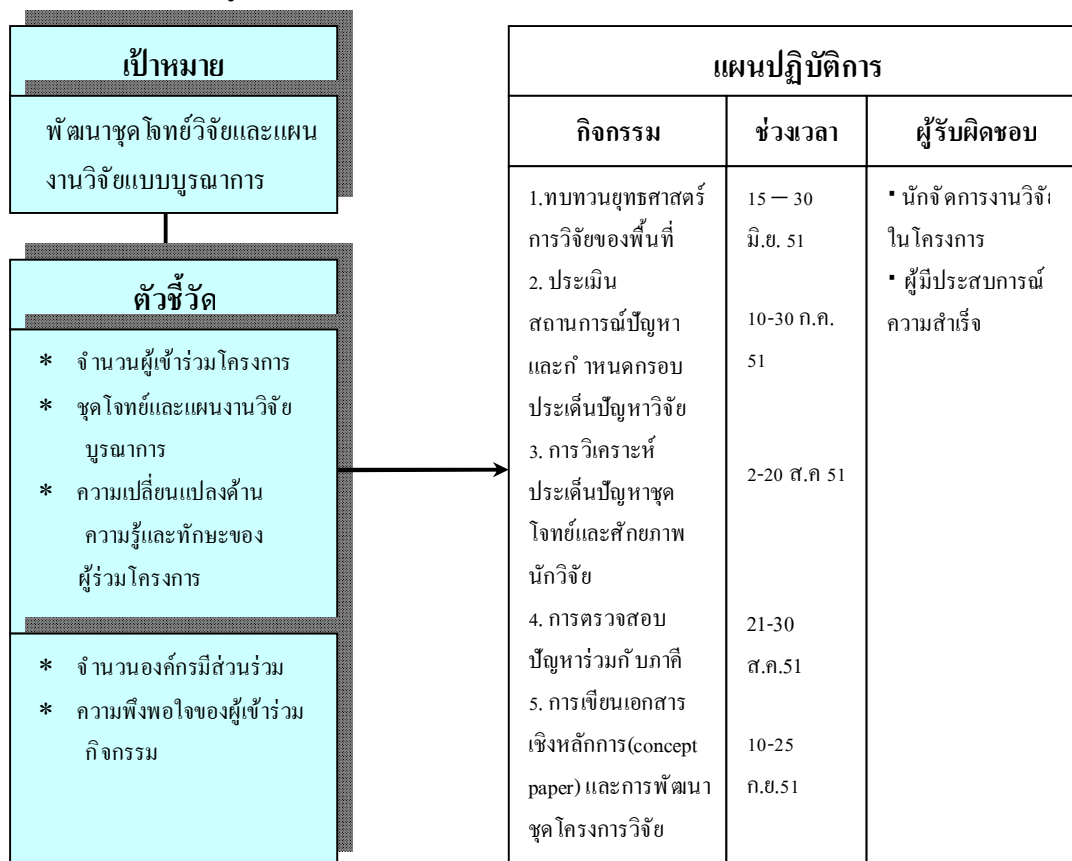 เป้าหมาย
พัฒนาชุดโจทย์วิจัยและแผน
งานวิจัยแบบบูรณาการ
ตัวชี้วัด
* จำนวนผู้เข้าร่วมโครงการ
* ชุดโจทย์และแผนงานวิจัย
บูรณาการ
* ความเปลี่ยนแปลงด้าน
ความรู้และทักษะของ
ผู้ร่วมโครงการ
* จำนวนองค์กรมีส่วนร่วม
* ความพึงพอใจของผู้เข้าร่วม
กิจกรรม
แผนปฏิบัติการ
กิจกรรม
ช่วงเวลา
ผู้รับผิดชอบ
1.ทบทวนยุทธศาสตร์
การวิจัยของพื้นที่
2. ประเมิน
สถานการณ์ปัญหา
และกำหนดกรอบ
ประเด็นปัญหาวิจัย
3. การวิเคราะห์
ประเด็นปัญหาชุด
โจทย์และศักยภาพ
นักวิจัย
4. การตรวจสอบ
ปัญหาร่วมกับภาคี
5. การเขียนเอกสาร
เชิงหลักการ(concept
paper) และการพัฒนา
ชุดโครงการวิจัย
15 – 30
มิ.ย. 51
10-30 ก.ค.
51
2-20 ส.ค 51
21-30
ส.ค.51
10-25
ก.ย.51
▪ นักจัดการงานวิจัย
ในโครงการ
▪ ผู้มีประสบการณ์
ความสำเร็จ